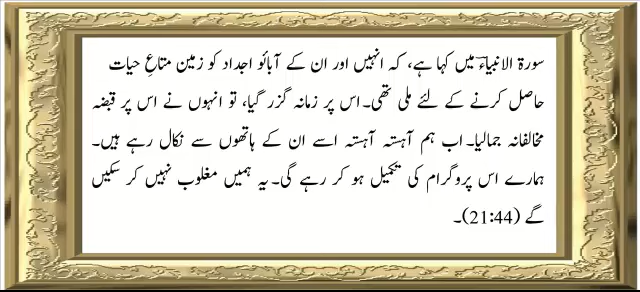 سورۃ الانبیاءؑ میں کہا ہے، کہ انہیں اور ان کے آبائو اجداد کو زمین متاعِ حیات
حاصل کرنے کے لئے ملی تھی۔ اس پر زمانہ گزر گیا، تو انہوں نے اس پر قبضہ
مخالفانہ جمالیا۔ اب ہم آہستہ آہستہ اسے ان کے ہاتھوں سے نکال رہے ہیں۔
ہمارے اس پروگرام کی تکمیل ہو کر رہے گی۔ یہ ہمیں مغلوب نہیں کر سکیں
گے (21:44)۔